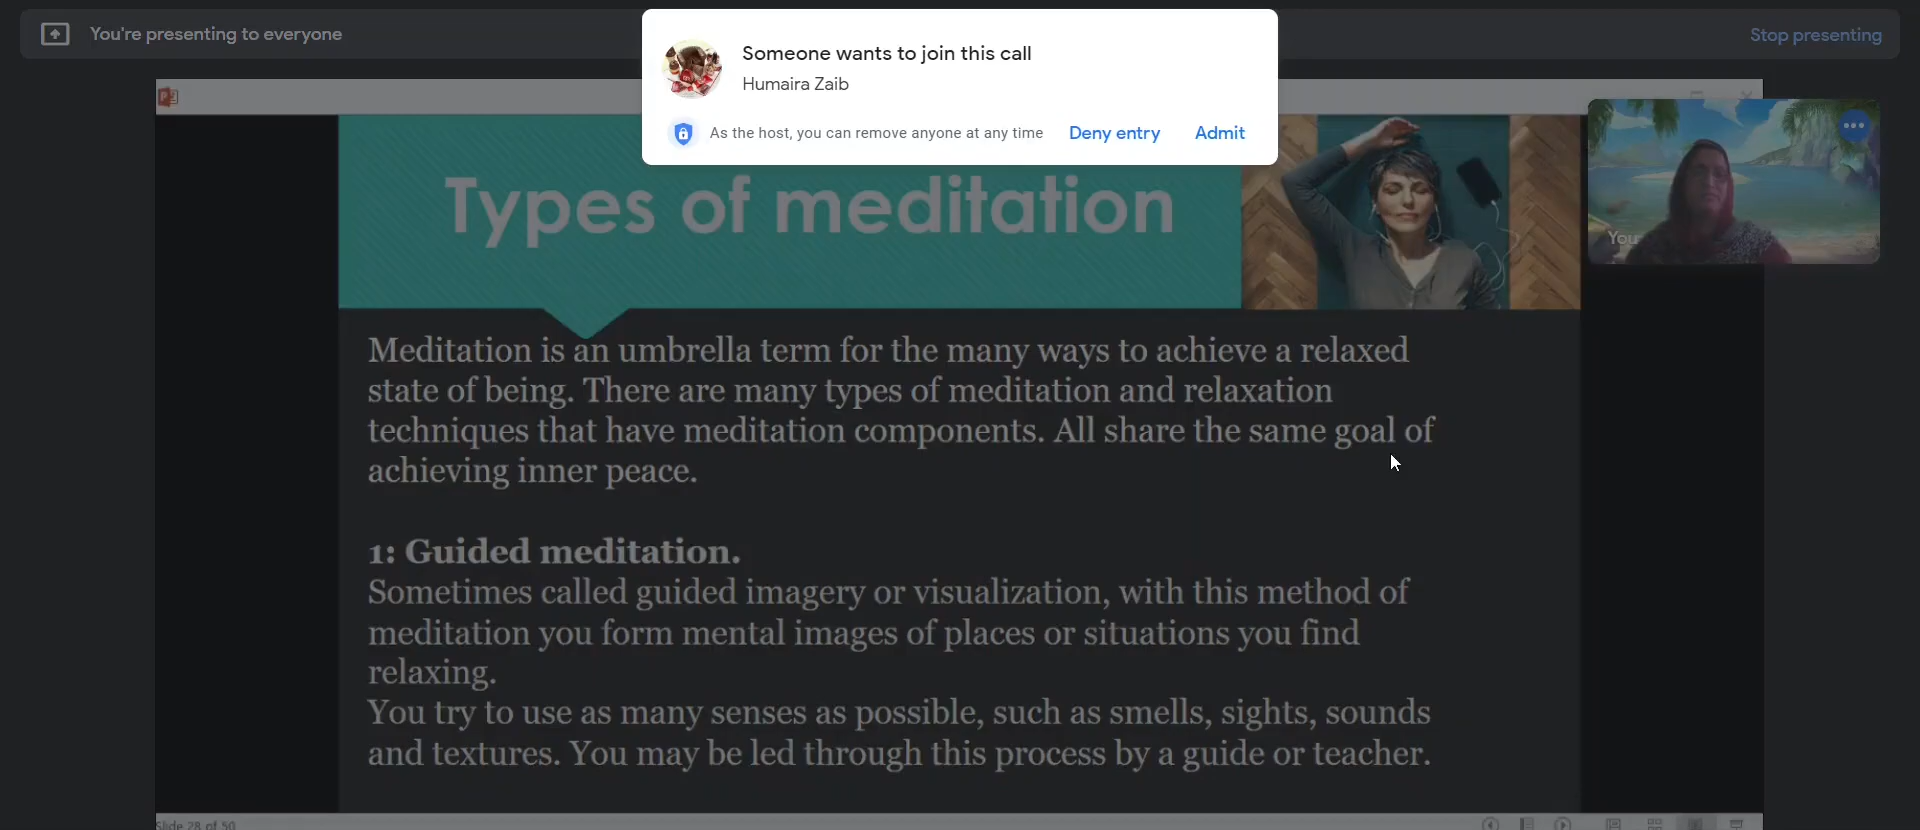 You're presenting to everyone
Stop presenting
Someone wants to join this call
Humaira Zaib
As the host, you can remove anyone at any time
Deny entry
Admit
You
Types of meditation
Meditation is an umbrella term for the many ways to achieve a relaxed
state of being. There are many types of meditation and relaxation
techniques that have meditation components. All share the same goal of
achieving inner peace.
1: Guided meditation.
Sometimes called guided imagery or visualization, with this method of
meditation you form mental images of places or situations you find
relaxing.
You try to use as many senses as possible, such as smells, sights, sounds
and textures. You may be led through this process by a guide or teacher.
Slide 28 of 50